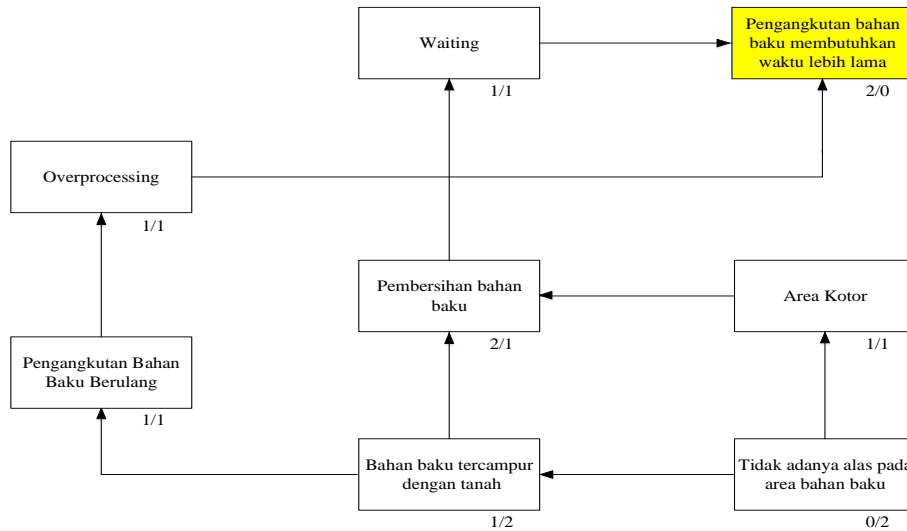 Waiting
1/1
Pengangkutan bahan
baku membutuhkan
waktu lebih lama
2/0
Overprocessing
1/1
Pembersihan bahan
baku
2/1
Area Kotor
1/1
Pengangkutan Bahan
Baku Berulang
1/1
Bahan baku tercampur
dengan tanah
1/2
Tidak adanya alas pada
area bahan baku
0/2